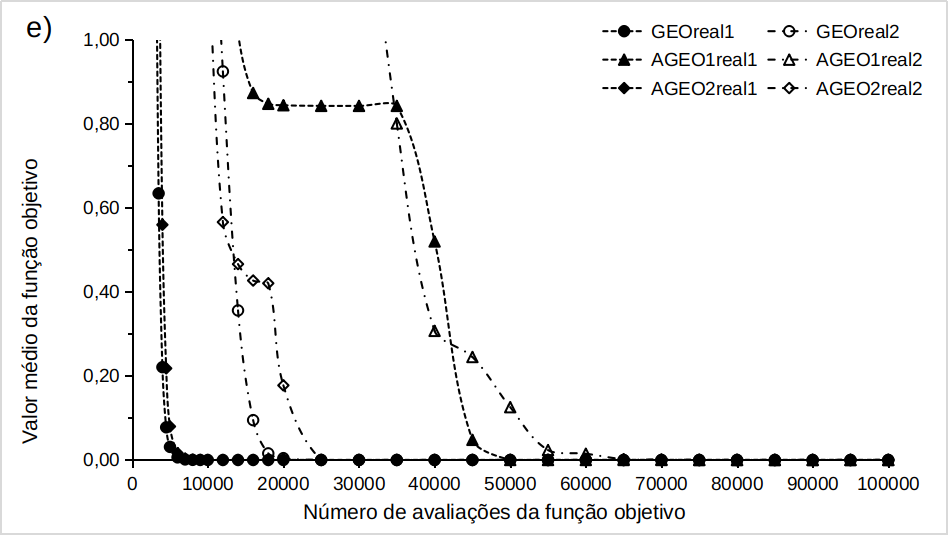 e)
GEOreal1 GEOreal2
AGEO1real1 AGEO1real2
AGEO2real1 AGEO2real2
Valor médio da função objetivo
1,00
0,80
0,60
0,40
0,20
0,00
0 10000 20000 30000 40000 50000 60000 70000 80000 90000 100000
Número de avaliações da função objetivo